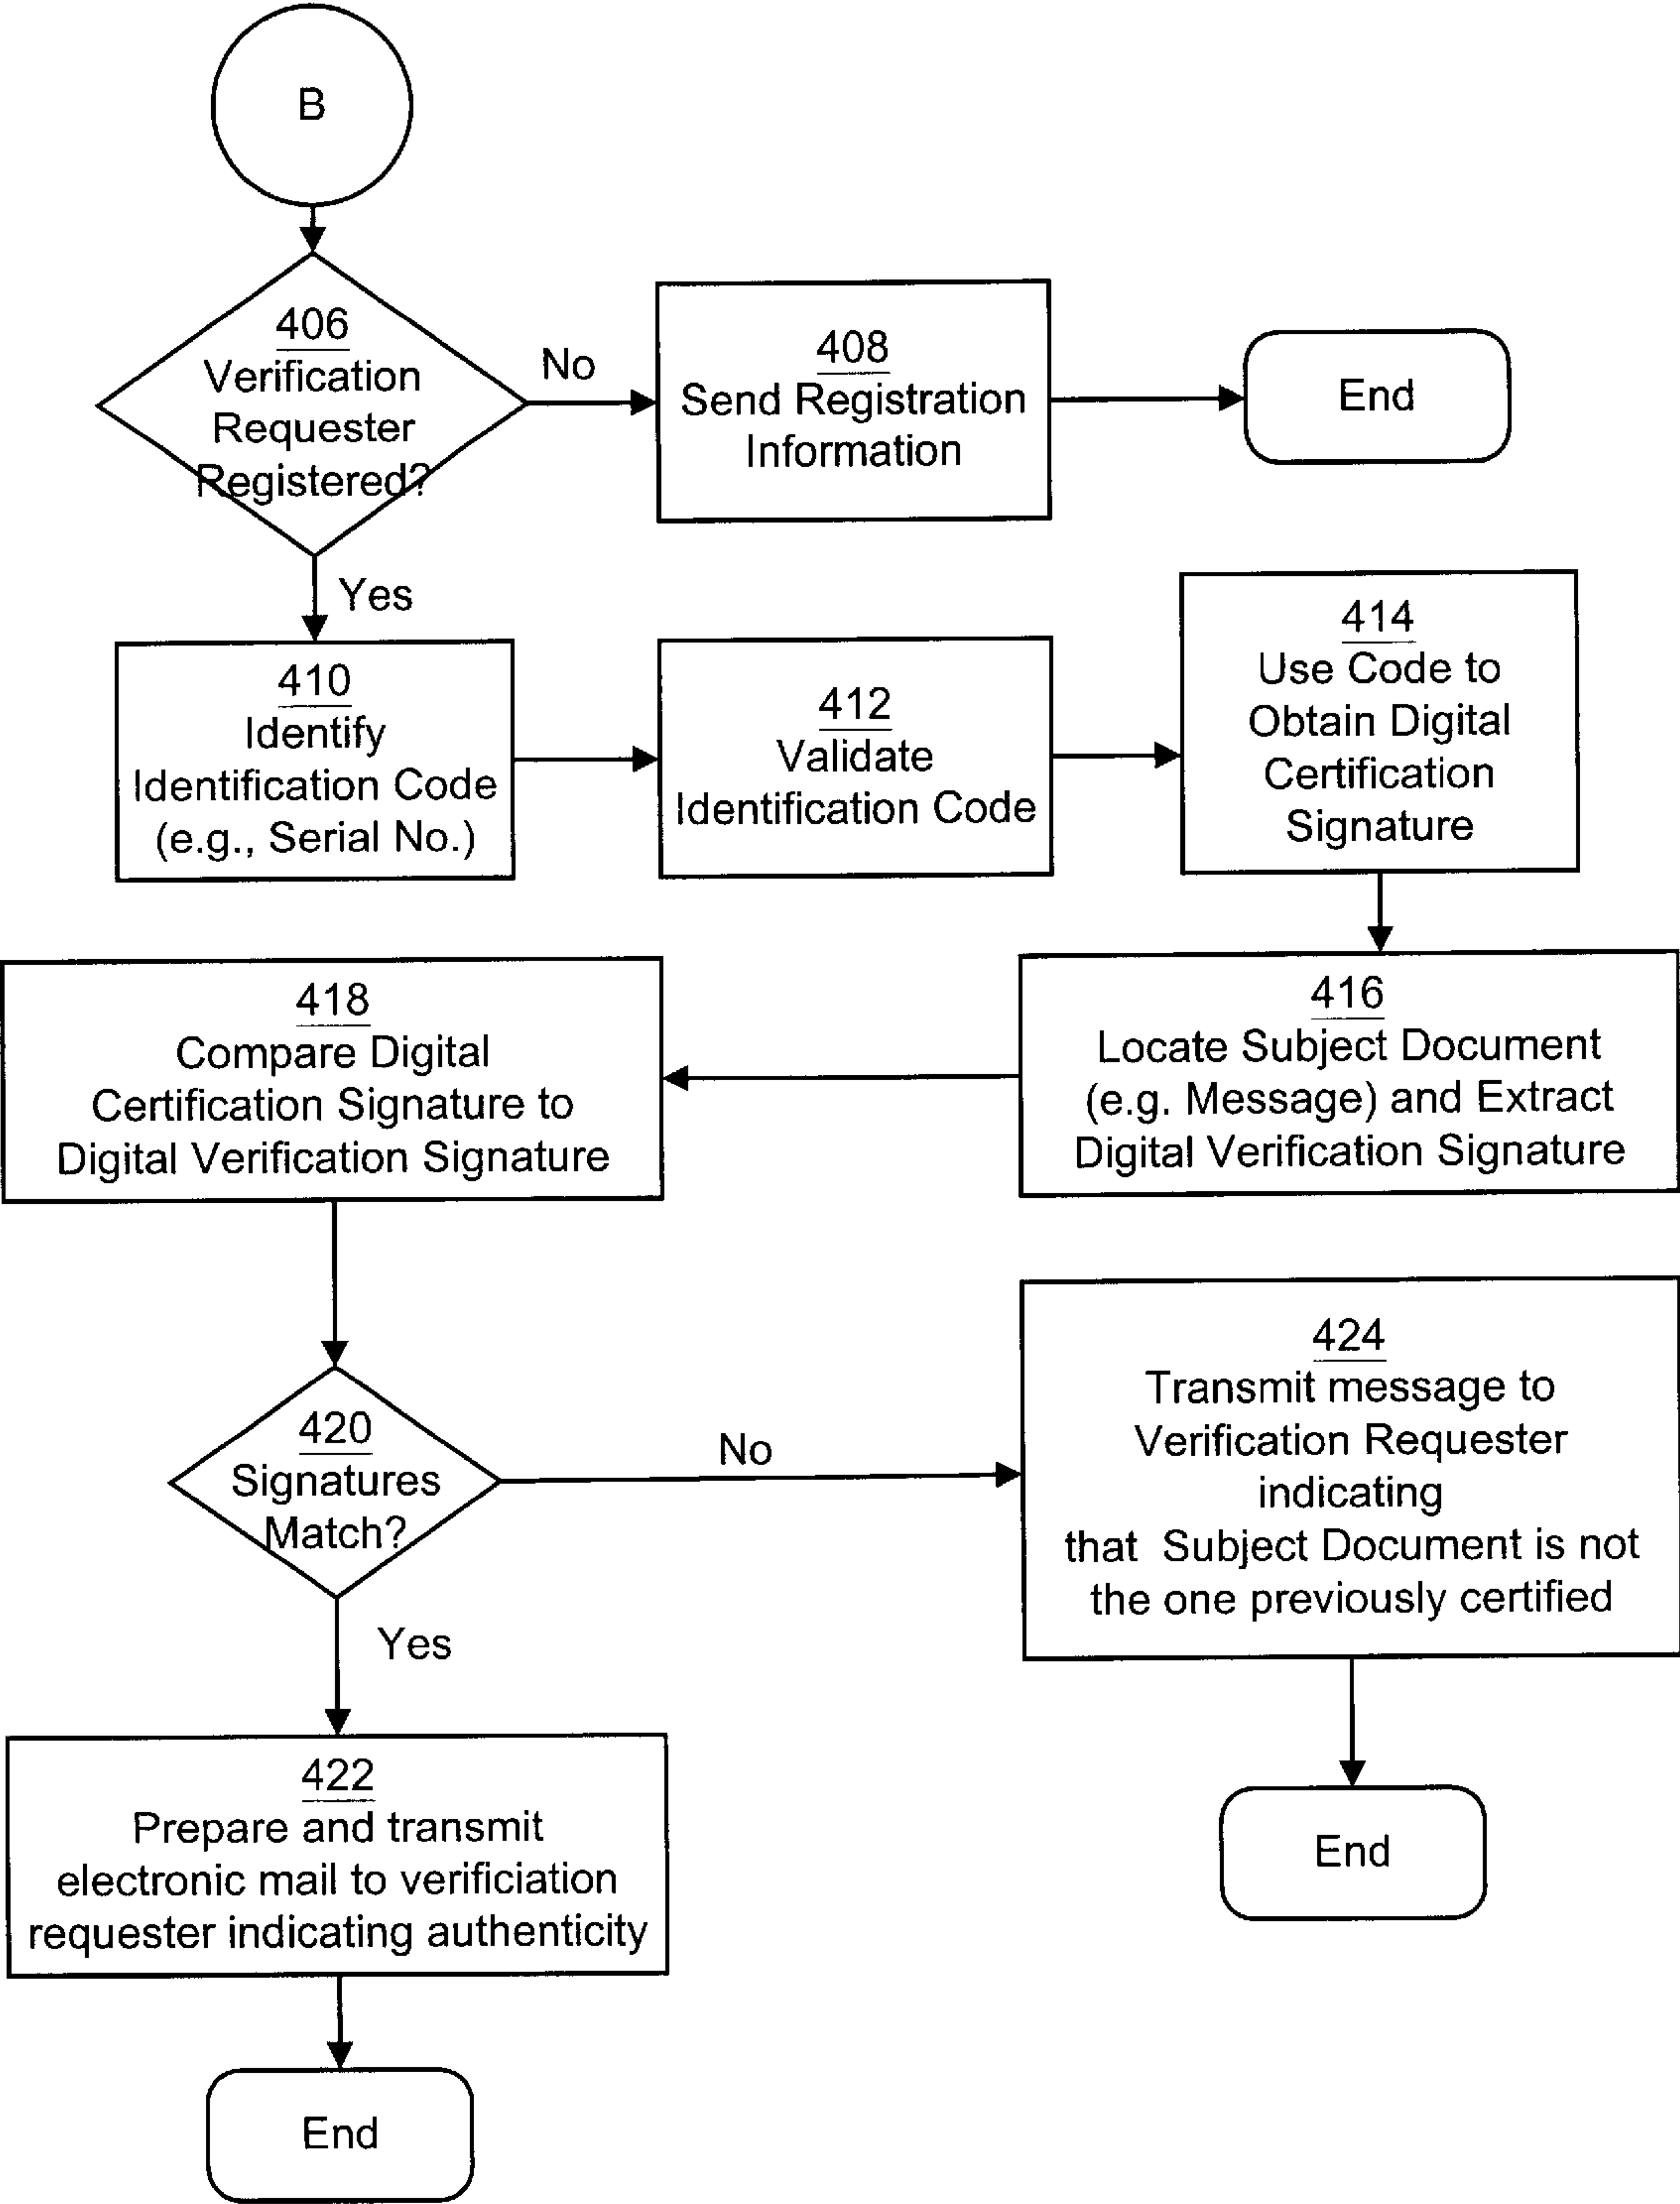 B
406
Verification
Requester
Registered?
No
408
Send Registration
Information
End
Yes
410
Identify
Identification Code
(e.g., Serial No.)
412
Validate
Identification Code
414
Use Code to
Obtain Digital
Certification
Signature
416
Locate Subject Document
(e.g. Message) and Extract
Digital Verification Signature
418
Compare Digital
Certification Signature to
Digital Verification Signature
420
Signatures
Match?
No
424
Transmit message to
Verification Requester
indicating
that Subject Document is not
the one previously certified
End
Yes
422
Prepare and transmit
electronic mail to verificiation
requester indicating authenticity
End